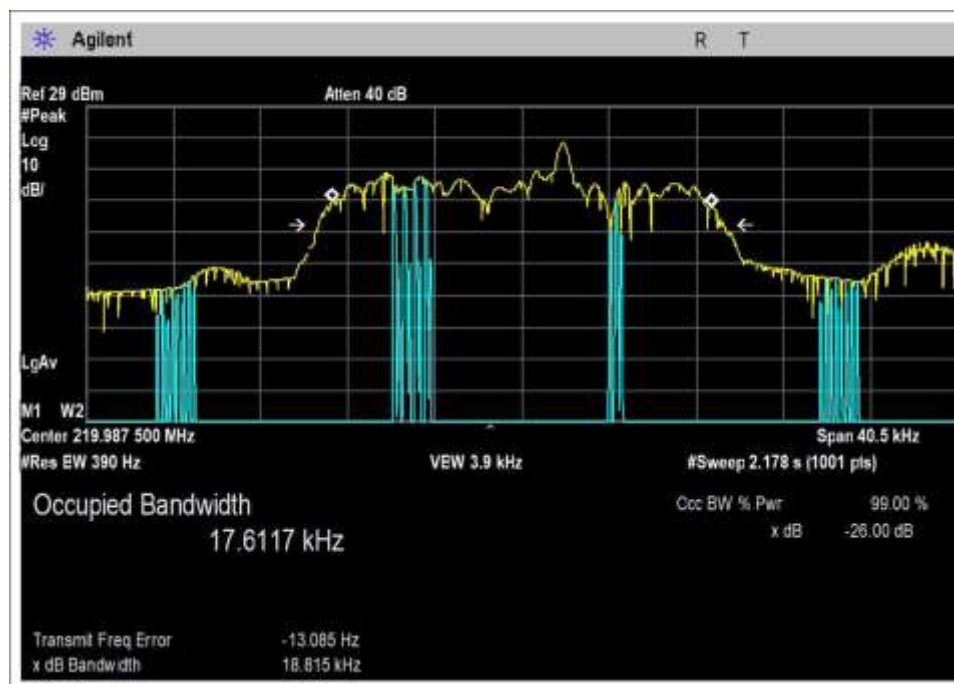 Agilent R T
Ref 29 dBm Atten 40 dB
#Peak
Log
10
dB/
LgAv
M1 W2
Center 219.987 500 MHz Span 40.5 kHz
#Res EW 390 Hz VEW 3.9 kHz #Sweep 2.178 s (1001 pts)
Occupied Bandwidth Ccc BW % Pwr 99.00 %
17.6117 kHz x dB -26.00 dB
Transmit Freq Error -13.085 Hz
x dB Bandwidth 18.815 kHz